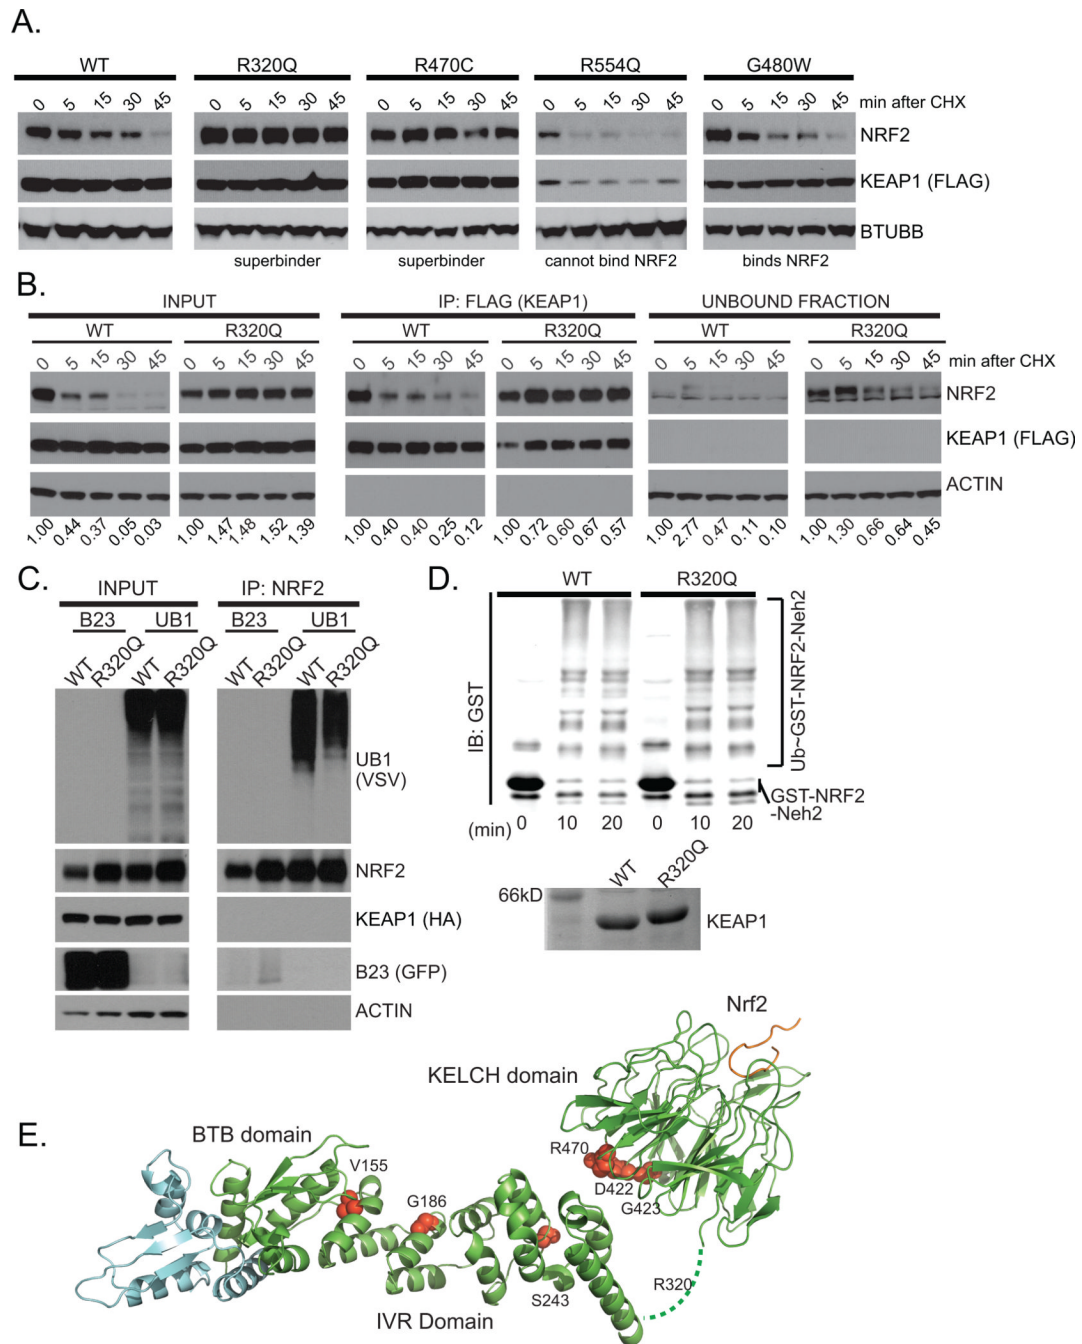 A.
WT R320Q R470C R554Q G480W
0 5 15 30 45 0 5 15 30 45 0 5 15 30 45 0 5 15 30 45 0 5 15 30 45 min after CHX
NRF2
KEAP1 (FLAG)
BTUBB
superbinder superbinder cannot bind NRF2 binds NRF2
B.
INPUT IP: FLAG (KEAP1) UNBOUND FRACTION
WT R320Q WT R320Q WT R320Q
0 5 15 30 45 0 5 15 30 45 0 5 15 30 45 0 5 15 30 45 0 5 15 30 45 0 5 15 30 45 min after CHX
NRF2
KEAP1 (FLAG)
ACTIN
1.00 0.44 0.37 0.05 0.03 1.00 1.47 1.48 1.52 1.39 1.00 0.40 0.40 0.25 0.12 1.00 0.72 0.60 0.67 0.57 1.00 2.77 0.47 0.11 0.10 1.00 1.30 0.66 0.64 0.45
C.
INPUT IP: NRF2
B23 UB1 B23 UB1
WT R320Q WT R320Q WT R320Q WT R320Q
UB1
(VSV)
NRF2
KEAP1 (HA)
B23 (GFP)
ACTIN
D.
WT R320Q
IB: GST
Ub~GST-NRF2-Neh2
GST-NRF2
-Neh2
(min) 0 10 20 0 10 20
WT R320Q
66kD
KEAP1
E.
Nrf2
KELCH domain
BTB domain
R470
V155
D422
G186
G423
R320
S243
IVR Domain